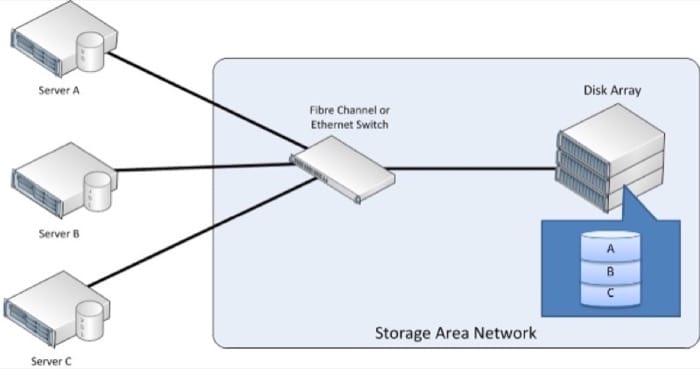 Server A
Fibre Channel or
Ethernet Switch
Disk Array
Server B
A
B
C
Storage Area Network
Server C